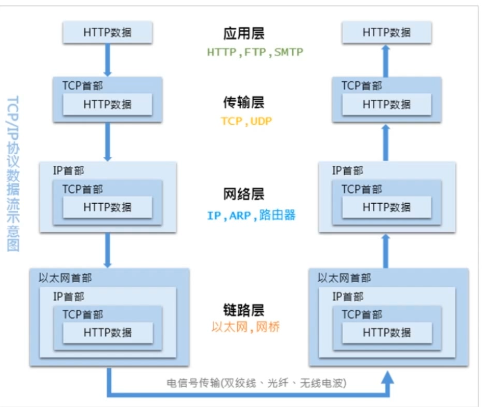 TCP/IP协议数据流示意图
HTTP数据
应用层
HTTP,FTP,SMTP
HTTP数据
TCP首部
HTTP数据
传输层
TCP,UDP
TCP首部
HTTP数据
IP首部
TCP首部
HTTP数据
网络层
IP,ARP,路由器
IP首部
TCP首部
HTTP数据
以太网首部
IP首部
TCP首部
HTTP数据
链路层
以太网,网桥
以太网首部
IP首部
TCP首部
HTTP数据
电信号传输(双绞线、光纤、无线电波)